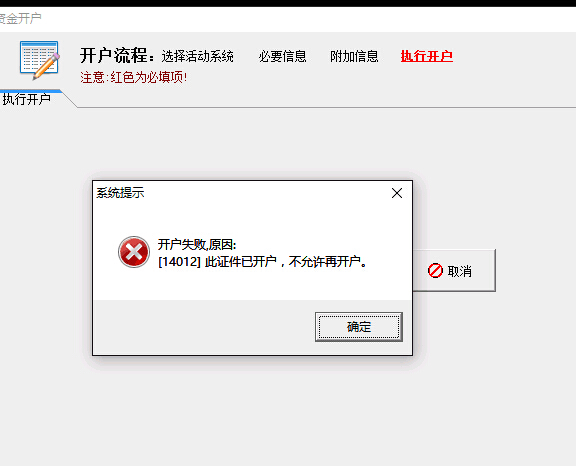 资金开户
开户流程：选择活动系统 必要信息 附加信息 执行开户
注意:红色为必填项!
执行开户
系统提示
开户失败,原因:
[14012] 此证件已开户，不允许再开户。
取消
确定